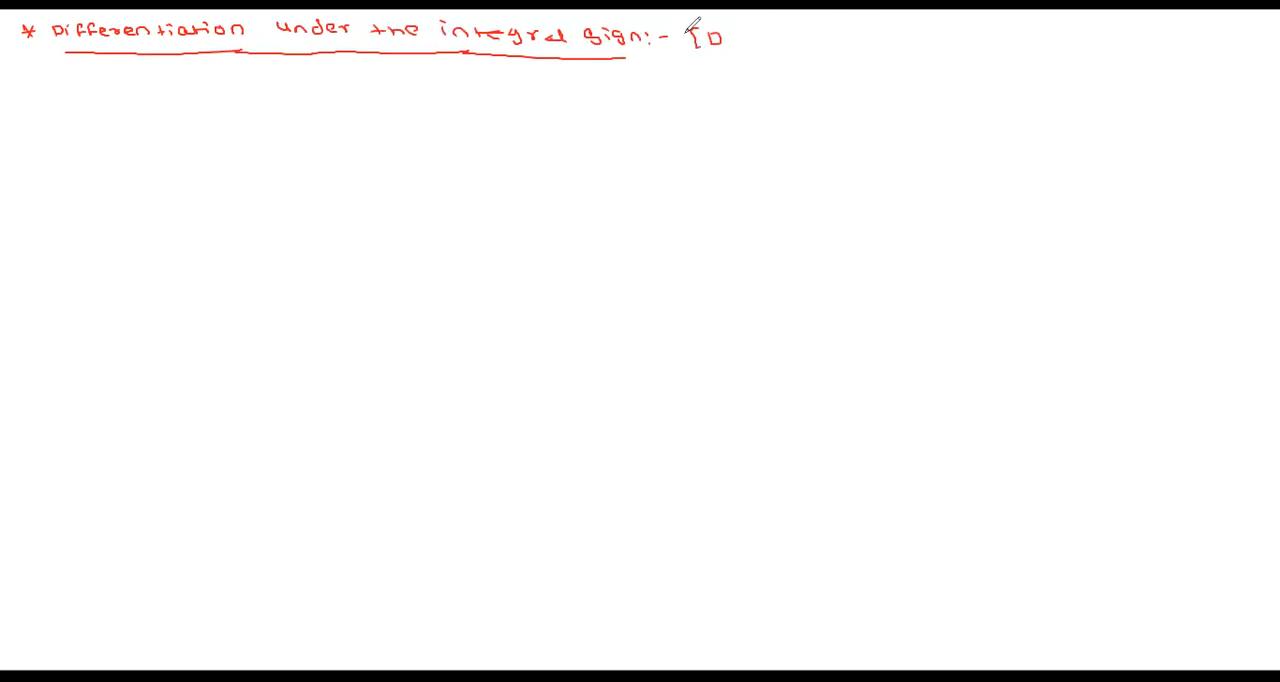 * Differentiation under the integral sign:- {D